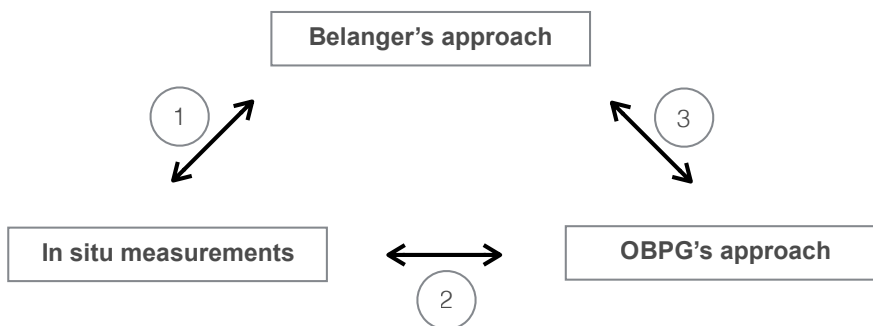 Belanger’s approach
1
3
In situ measurements
OBPG’s approach
2